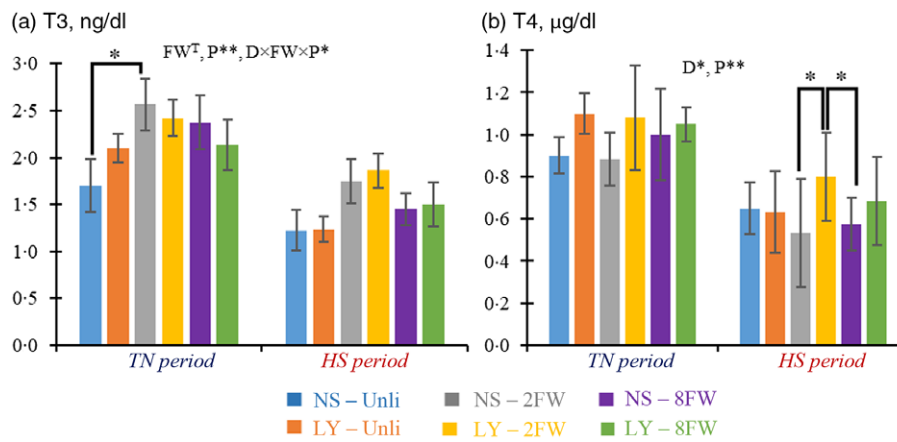 (a) T3, ng/dl
FWᵀ, P**, D×FW×P*
*
3·0
2·5
2·0
1·5
1·0
0·5
0·0
TN period
HS period
(b) T4, µg/dl
D*, P**
*
*
1·4
1·2
1·0
0·8
0·6
0·4
0·2
0·0
TN period
HS period
NS – Unli
NS – 2FW
NS – 8FW
LY – Unli
LY – 2FW
LY – 8FW